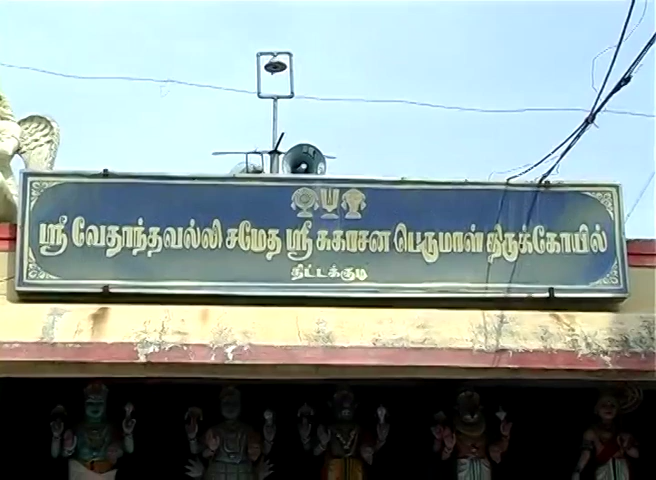 ஸ்ரீ வேதாந்தவல்லி சமேத ஸ்ரீ சுகாசன பெருமாள் திருக்கோயில்
திட்டக்குடி